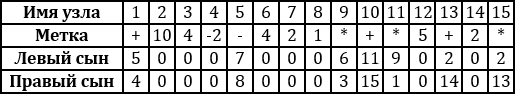 Имя узла 1 2 3 4 5 6 7 8 9 10 11 12 13 14 15
Метка + 10 4 -2 - 4 2 1 * + * 5 + 2 *
Левый сын 5 0 0 0 7 0 0 0 6 11 9 0 2 0 2
Правый сын 4 0 0 0 8 0 0 0 3 15 1 0 14 0 13